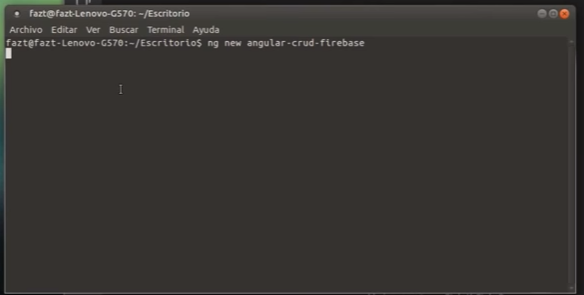 fazt@fazt-Lenovo-G570: ~/Escritorio
Archivo Editar Ver Buscar Terminal Ayuda
fazt@fazt-Lenovo-G570:~/Escritorio$ ng new angular-crud-firebase